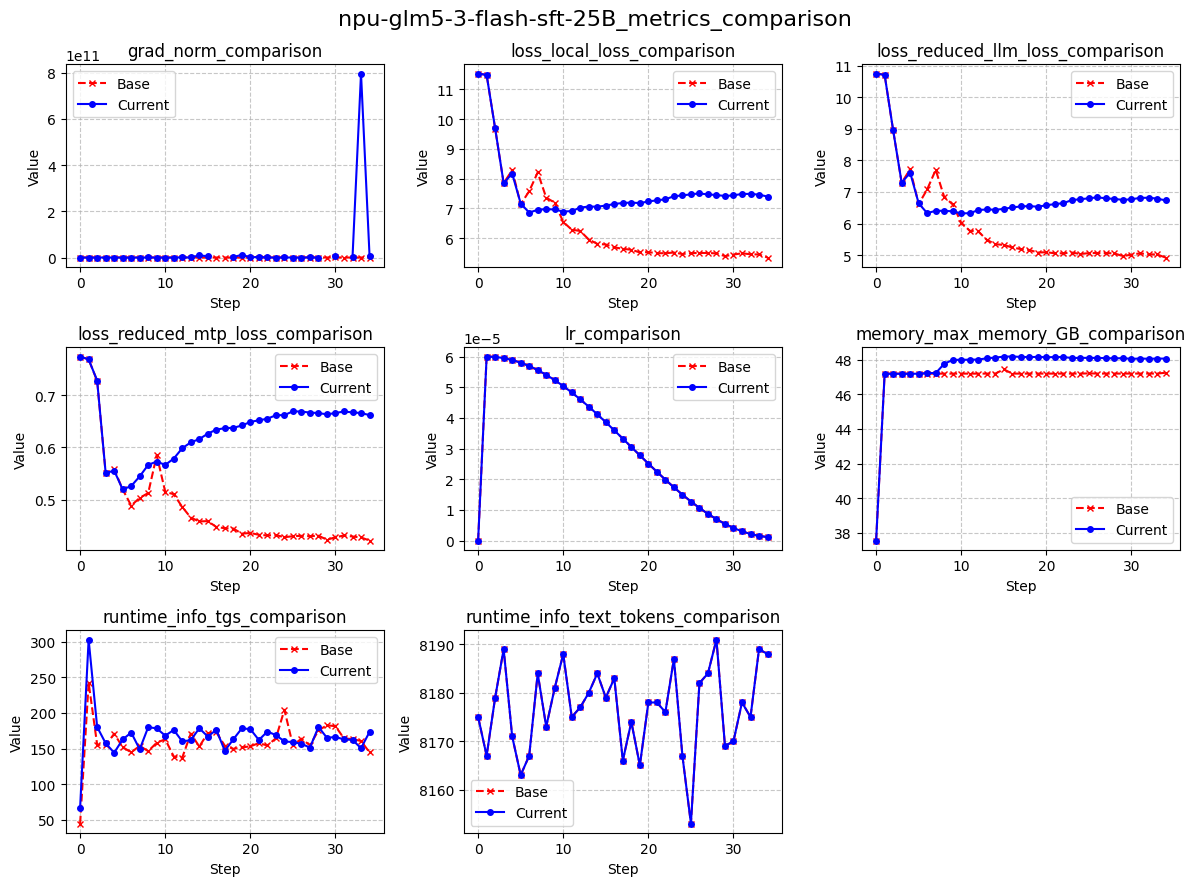 npu-glm5-3-flash-sft-25B_metrics_comparison
grad_norm_comparison
1e11
8
6
4
2
0
Value
0 10 20 30
Step
Base
Current
loss_local_loss_comparison
11
10
9
8
7
6
Value
0 10 20 30
Step
Base
Current
loss_reduced_llm_loss_comparison
11
10
9
8
7
6
5
Value
0 10 20 30
Step
Base
Current
loss_reduced_mtp_loss_comparison
0.7
0.6
0.5
Value
0 10 20 30
Step
Base
Current
lr_comparison
1e−5
6
5
4
3
2
1
0
Value
0 10 20 30
Step
Base
Current
memory_max_memory_GB_comparison
48
46
44
42
40
38
Value
0 10 20 30
Step
Base
Current
runtime_info_tgs_comparison
300
250
200
150
100
50
Value
0 10 20 30
Step
Base
Current
runtime_info_text_tokens_comparison
8190
8180
8170
8160
Value
0 10 20 30
Step
Base
Current